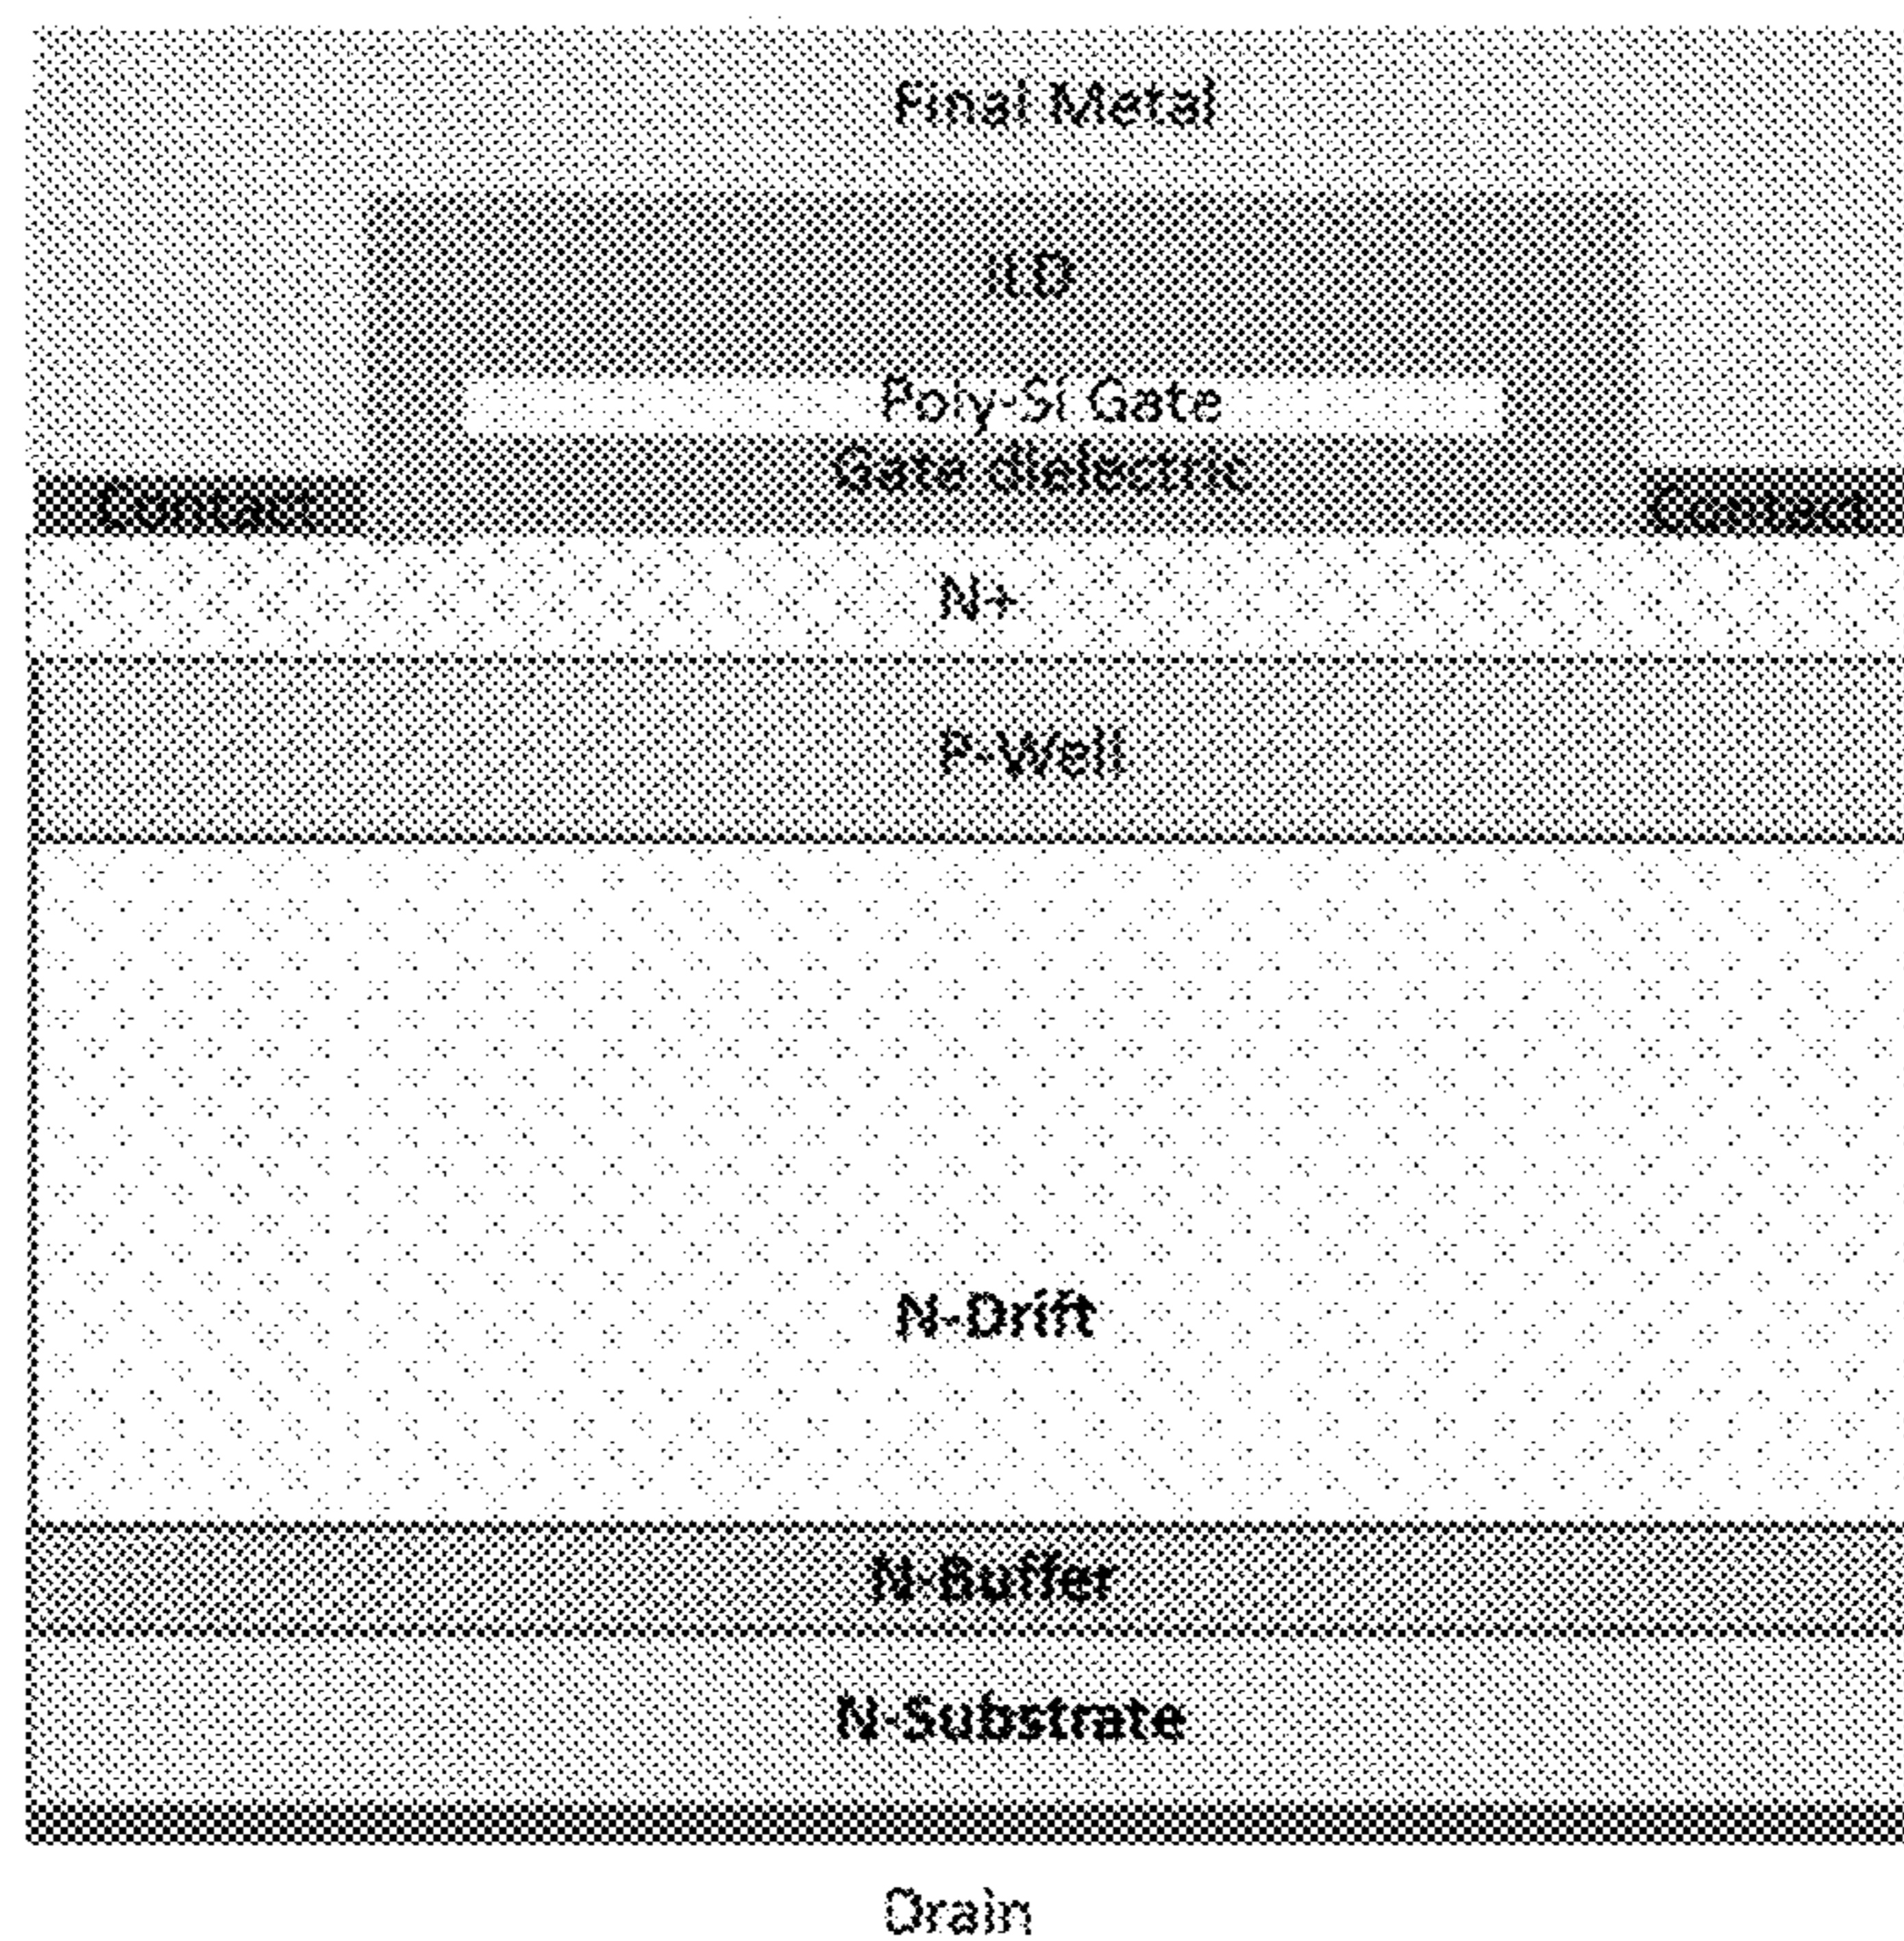 Final Metal
ILD
Poly-Si Gate
Gate dielectric
Contact
Contact
N+
P-Well
N-Drift
N-Buffer
N-Substrate
Drain